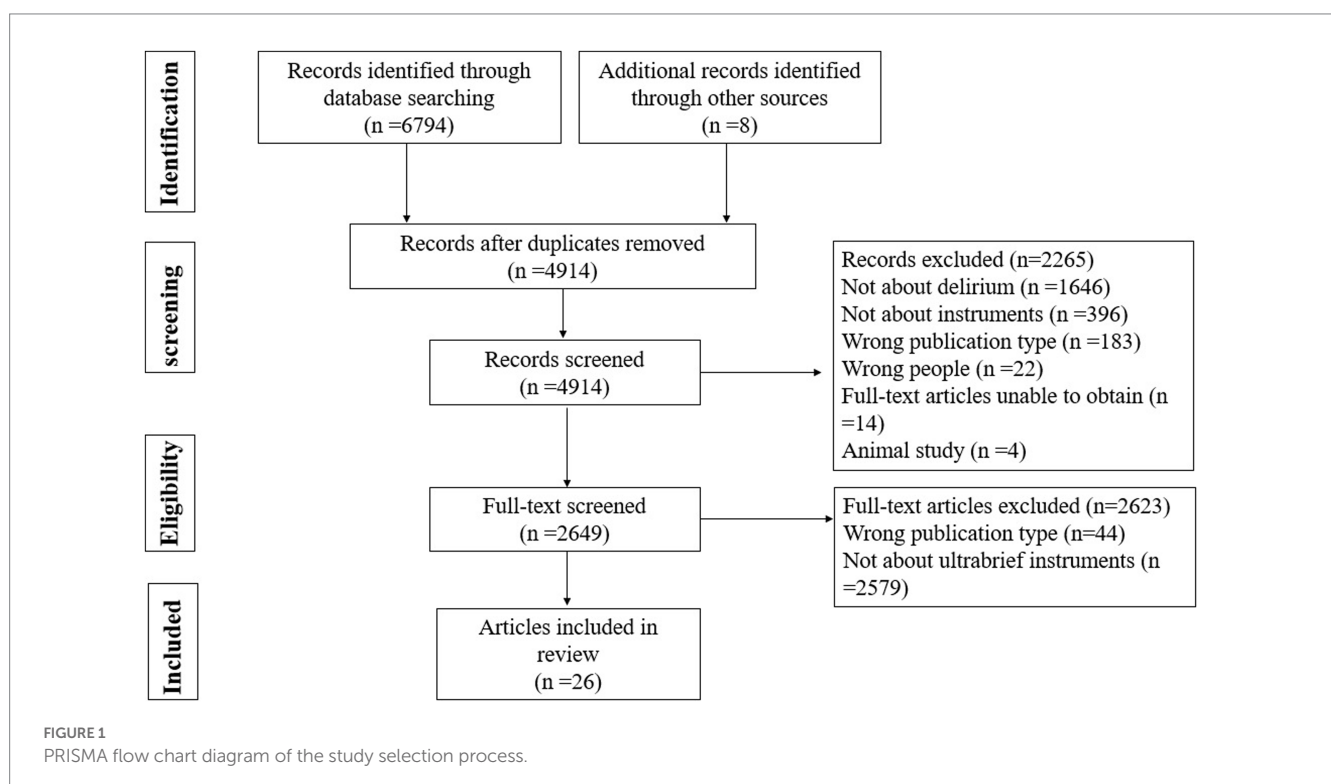 Identification
Records identified through
database searching
(n =6794)
Additional records identified
through other sources
(n =8)
Records after duplicates removed
(n =4914)
screening
Records screened
(n =4914)
Records excluded (n=2265)
Not about delirium (n =1646)
Not about instruments (n =396)
Wrong publication type (n =183)
Wrong people (n =22)
Full-text articles unable to obtain (n
=14)
Animal study (n =4)
Eligibility
Full-text screened
(n =2649)
Full-text articles excluded (n=2623)
Wrong publication type (n=44)
Not about ultrabrief instruments (n
=2579)
Included
Articles included in
review
(n =26)
FIGURE 1
PRISMA flow chart diagram of the study selection process.